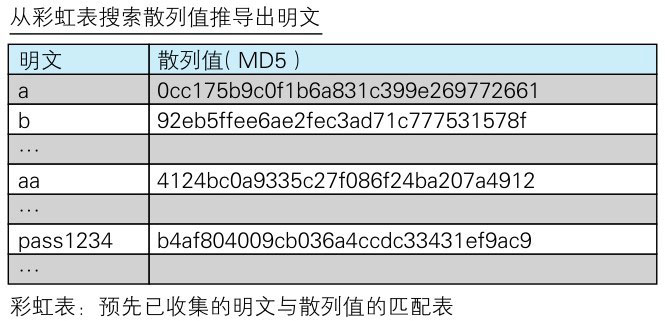 从彩虹表搜索散列值推导出明文
明文 散列值( MD5 )
a 0cc175b9c0f1b6a831c399e269772661
b 92eb5ffee6ae2fec3ad71c777531578f
…
aa 4124bc0a9335c27f086f24ba207a4912
…
pass1234 b4af804009cb036a4ccdc33431ef9ac9
…
彩虹表：预先已收集的明文与散列值的匹配表